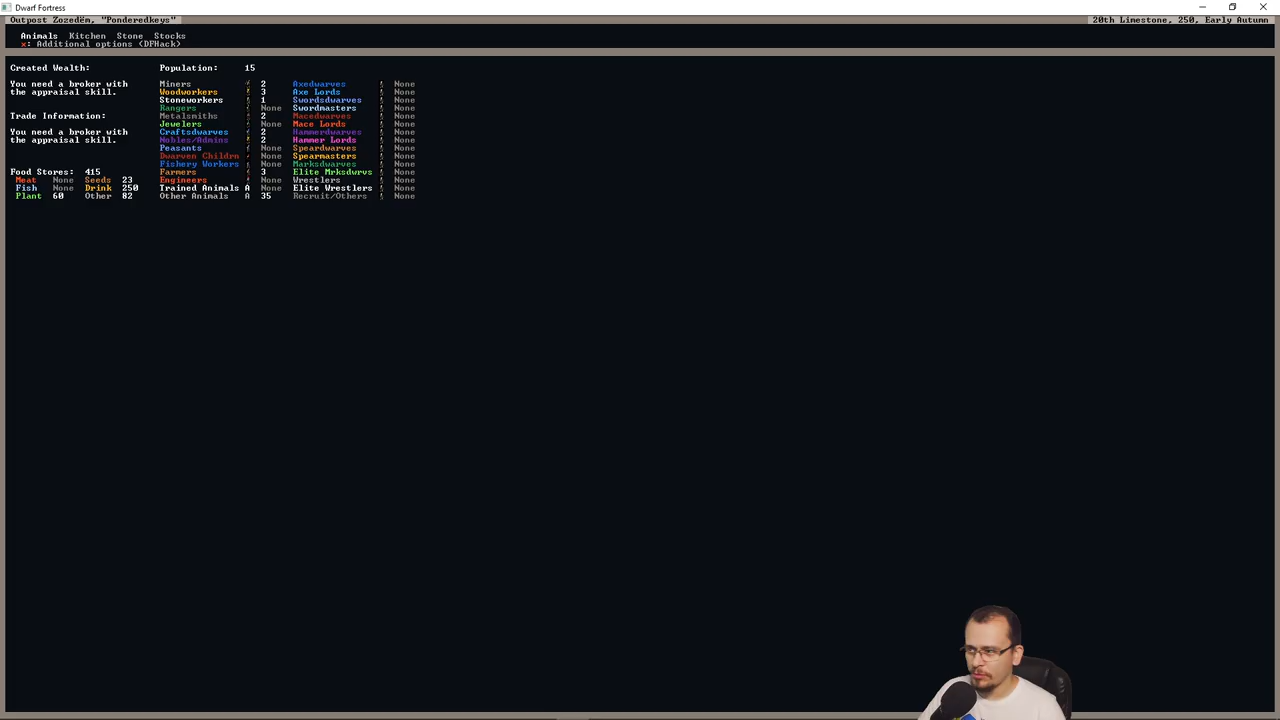 Dwarf Fortress
Outpost Zozedëm, "Ponderedkeys"
20th Limestone, 250, Early Autumn
Animals Kitchen Stone Stocks
x: Additional options (DFHack)
Created Wealth: Population: 15
You need a broker with Miners 2 Axedwarves None
the appraisal skill. Woodworkers 3 Axe Lords None
Stoneworkers 1 Swordsdwarves None
Rangers None Swordmasters None
Trade Information: Metalsmiths 2 Macedwarves None
Jewelers None Mace Lords None
You need a broker with Craftsdwarves 2 Hammerdwarves None
the appraisal skill. Nobles/Admins 2 Hammer Lords None
Peasants None Speardwarves None
Dwarven Childrn None Spearmasters None
Fishery Workers None Marksdwarves None
Food Stores: 415 Farmers 3 Elite Mrksdwrvs None
Meat None Seeds 23 Engineers None Wrestlers None
Fish None Drink 250 Trained Animals A None Elite Wrestlers None
Plant 60 Other 82 Other Animals A 35 Recruit/Others None